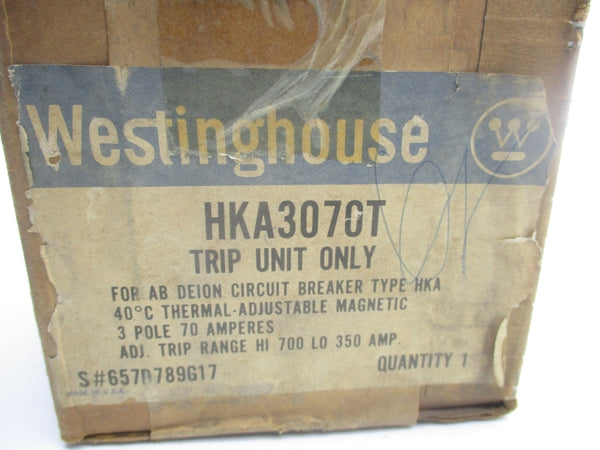 Westinghouse W
HKA3070T
TRIP UNIT ONLY
FOR AB DEION CIRCUIT BREAKER TYPE HKA
40°C THERMAL-ADJUSTABLE MAGNETIC
3 POLE 70 AMPERES
ADJ. TRIP RANGE HI 700 LO 350 AMP.
S#657D789G17 QUANTITY 1
MADE IN U.S.A.